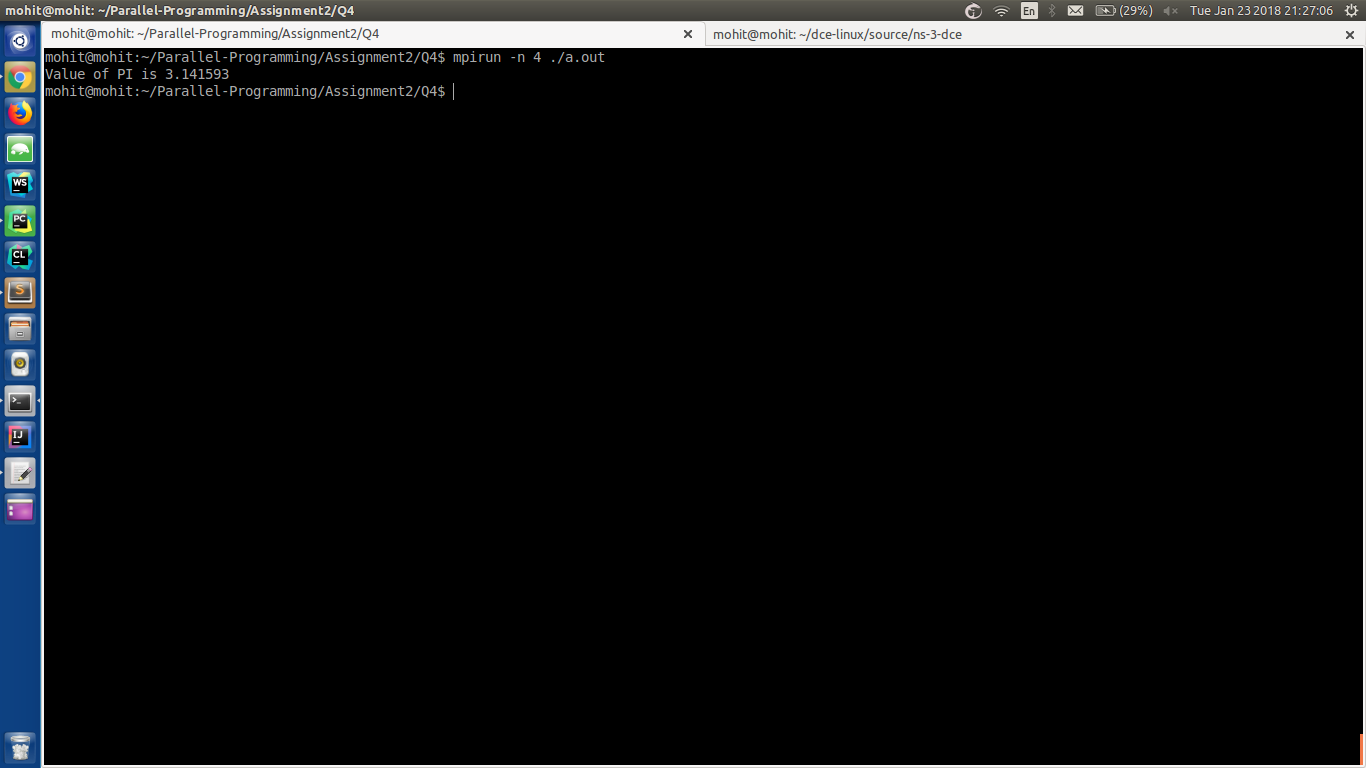 mohit@mohit: ~/Parallel-Programming/Assignment2/Q4
En
(29%)
Tue Jan 23 2018 21:27:06
mohit@mohit: ~/Parallel-Programming/Assignment2/Q4
mohit@mohit: ~/dce-linux/source/ns-3-dce
mohit@mohit:~/Parallel-Programming/Assignment2/Q4$ mpirun -n 4 ./a.out
Value of PI is 3.141593
mohit@mohit:~/Parallel-Programming/Assignment2/Q4$
WS
PC
CL
S
IJ